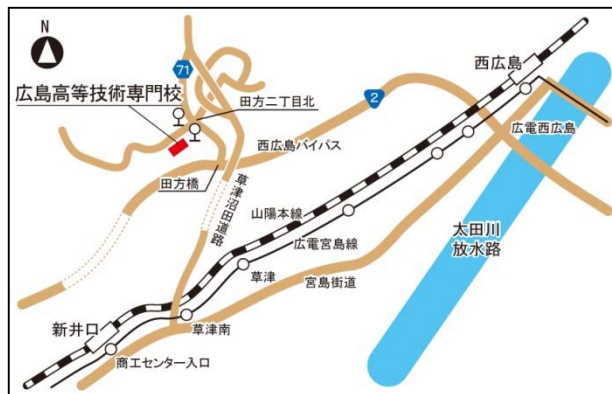 N
71
西広島
広島高等技術専門校
田方二丁目北
2
広電西広島
西広島バイパス
田方橋
草津沼田道路
山陽本線
太田川
放水路
広電宮島線
草津
宮島街道
新井口
草津南
商工センター入口